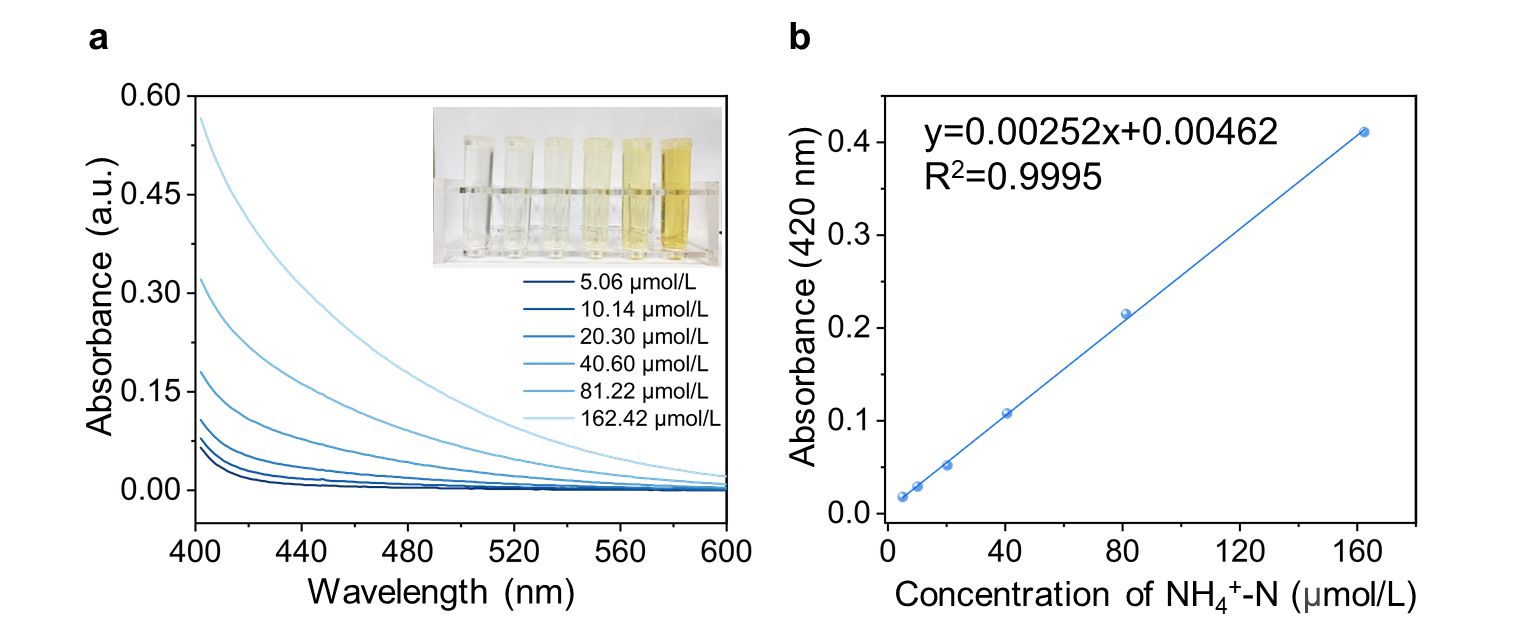 a
0.60
0.45
0.30
0.15
0.00
Absorbance (a.u.)
5.06 µmol/L
10.14 µmol/L
20.30 µmol/L
40.60 µmol/L
81.22 µmol/L
162.42 µmol/L
400 440 480 520 560 600
Wavelength (nm)
b
y=0.00252x+0.00462
R²=0.9995
0.4
0.3
0.2
0.1
0.0
Absorbance (420 nm)
0 40 80 120 160
Concentration of NH₄⁺-N (µmol/L)